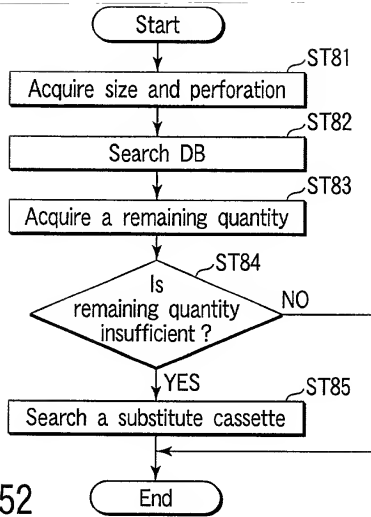 Start
ST81
Acquire size and perforation
ST82
Search DB
ST83
Acquire a remaining quantity
ST84
Is
remaining quantity
insufficient ?
NO
YES
ST85
Search a substitute cassette
52
End